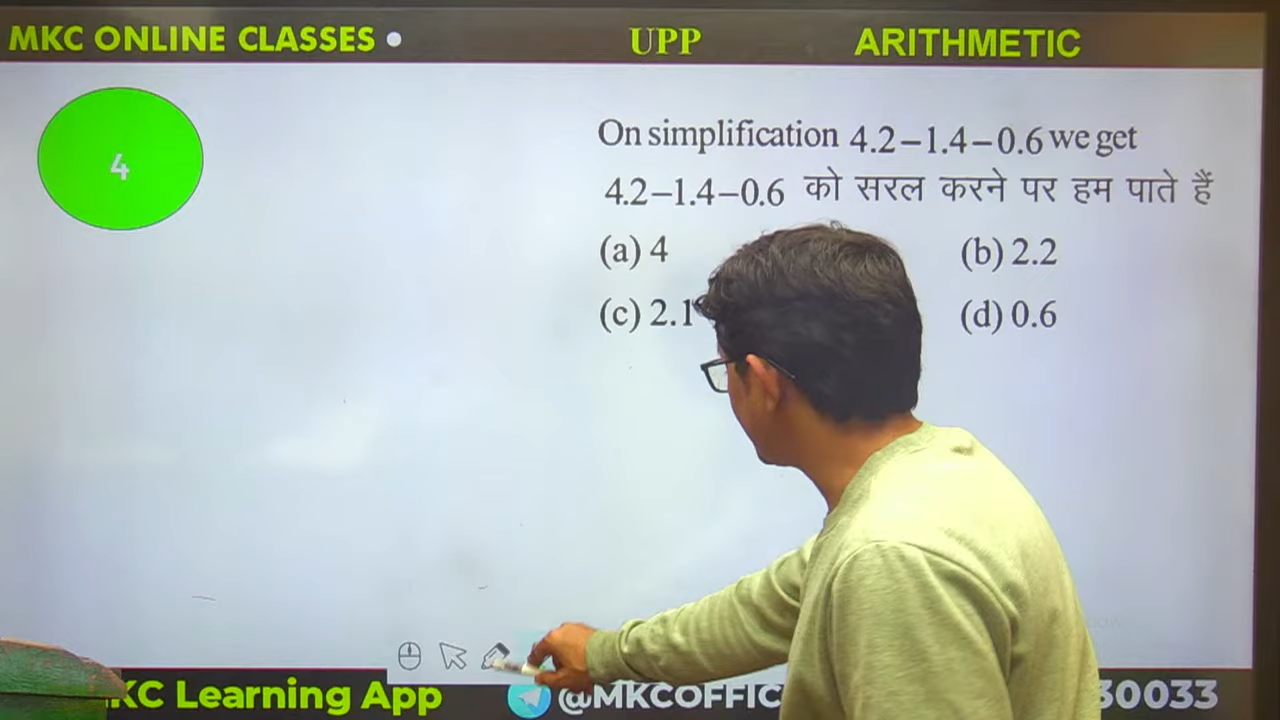 MKC ONLINE CLASSES • UPP ARITHMETIC
4
On simplification 4.2–1.4–0.6 we get
4.2–1.4–0.6 को सरल करने पर हम पाते हैं
(a) 4 (b) 2.2
(c) 2.1 (d) 0.6
KC Learning App @MKCOFFIC 30033